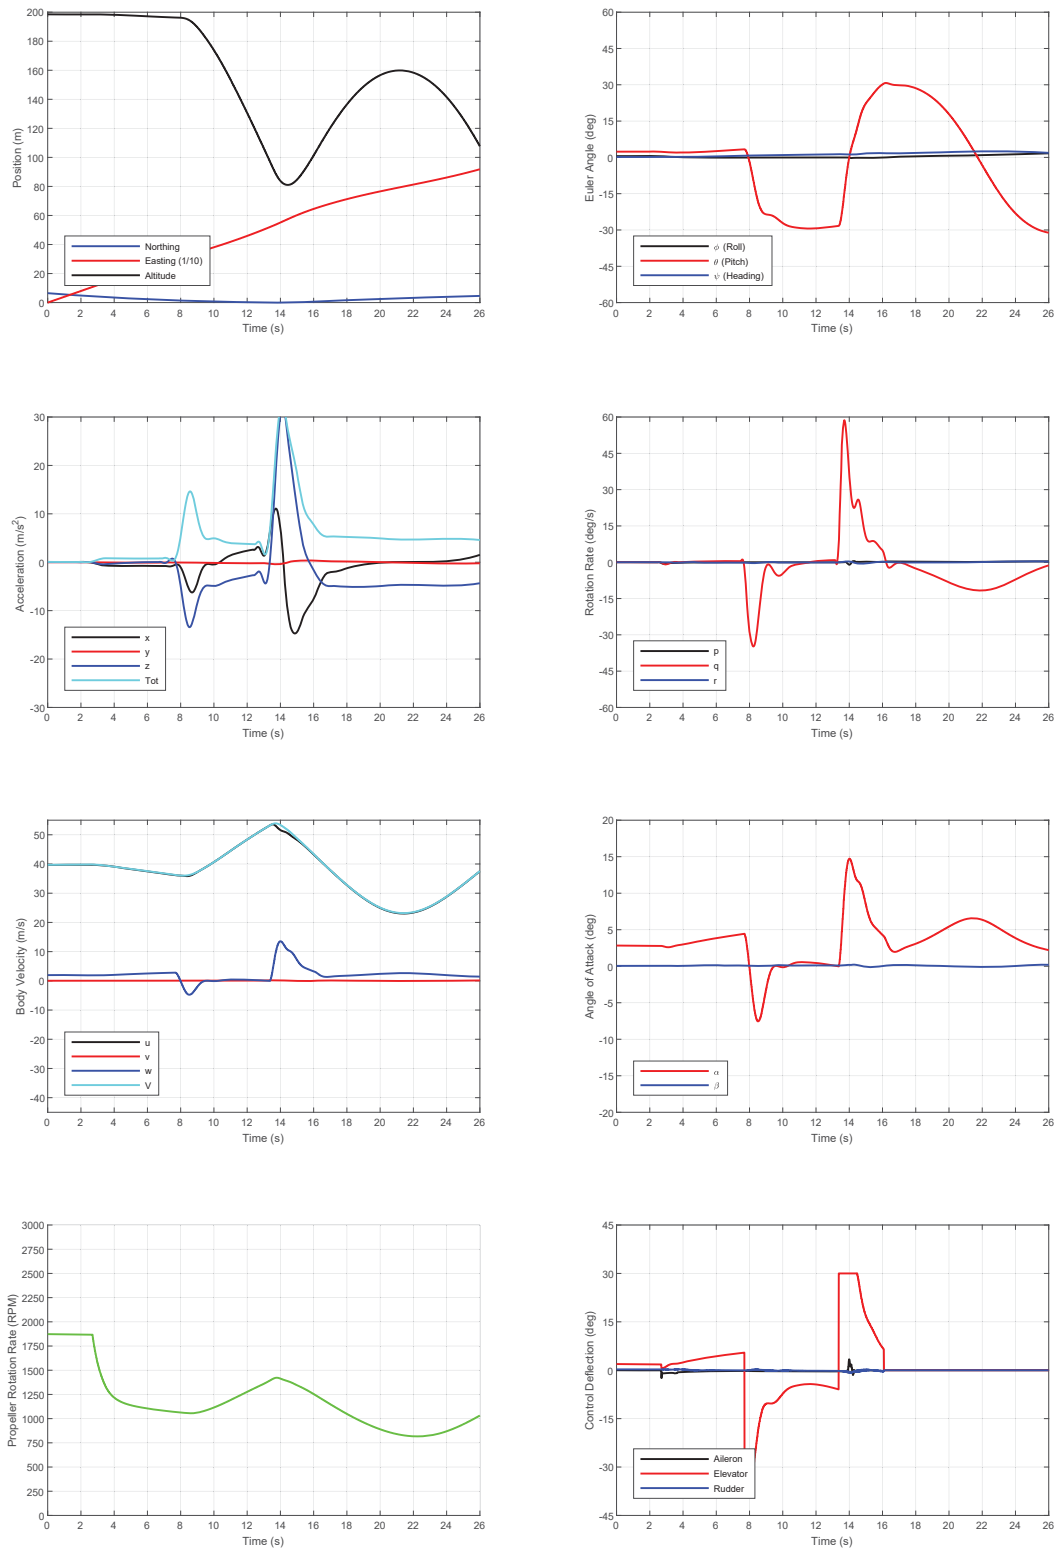 200
180
160
140
120
100
80
60
40
20
0
Position (m)
Northing
Easting (1/10)
Altitude
0 2 4 6 8 10 12 14 16 18 20 22 24 26
Time (s)
60
45
30
15
0
-15
-30
-45
-60
Euler Angle (deg)
ϕ (Roll)
θ (Pitch)
ψ (Heading)
0 2 4 6 8 10 12 14 16 18 20 22 24 26
Time (s)
30
20
10
0
-10
-20
-30
Acceleration (m/s²)
x
y
z
Tot
0 2 4 6 8 10 12 14 16 18 20 22 24 26
Time (s)
60
45
30
15
0
-15
-30
-45
-60
Rotation Rate (deg/s)
p
q
r
0 2 4 6 8 10 12 14 16 18 20 22 24 26
Time (s)
50
40
30
20
10
0
-10
-20
-30
-40
Body Velocity (m/s)
u
v
w
V
0 2 4 6 8 10 12 14 16 18 20 22 24 26
Time (s)
20
15
10
5
0
-5
-10
-15
-20
Angle of Attack (deg)
α
β
0 2 4 6 8 10 12 14 16 18 20 22 24 26
Time (s)
3000
2750
2500
2250
2000
1750
1500
1250
1000
750
500
250
0
Propeller Rotation Rate (RPM)
0 2 4 6 8 10 12 14 16 18 20 22 24 26
Time (s)
45
30
15
0
-15
-30
-45
Control Deflection (deg)
Aileron
Elevator
Rudder
0 2 4 6 8 10 12 14 16 18 20 22 24 26
Time (s)